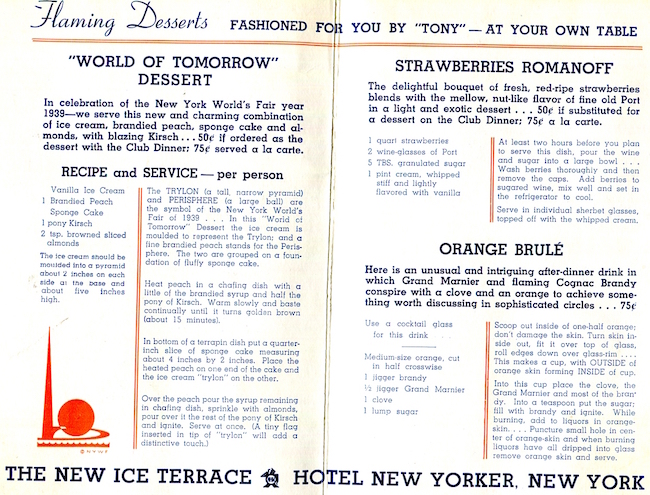 Flaming Desserts FASHIONED FOR YOU BY "TONY" — AT YOUR OWN TABLE
"WORLD OF TOMORROW"
DESSERT
In celebration of the New York World's Fair year
1939—we serve this new and charming combination
of ice cream, brandied peach, sponge cake and al-
monds, with blazing Kirsch . . . 50¢ if ordered as the
dessert with the Club Dinner; 75¢ served a la carte.
RECIPE and SERVICE — per person
Vanilla Ice Cream
1 Brandied Peach
Sponge Cake
1 pony Kirsch
2 tsp. browned sliced
almonds
The ice cream should be
moulded into a pyramid
about 2 inches on each
side at the base and
about five inches
high.
The TRYLON (a tall, narrow pyramid)
and PERISPHERE (a large ball) are
the symbol of the New York World's
Fair of 1939 . . . In this "World of
Tomorrow" Dessert the ice cream is
moulded to represent the Trylon; and a
fine brandied peach stands for the Peris-
phere. The two are grouped on a foun-
dation of fluffy sponge cake.
Heat peach in a chafing dish with a
little of the brandied syrup and half the
pony of Kirsch. Warm slowly and baste
continually until it turns golden brown
(about 15 minutes).
In bottom of a terrapin dish put a quarter-
inch slice of sponge cake measuring
about 4 inches by 2 inches. Place the
heated peach on one end of the cake and
the ice cream "trylon" on the other.
Over the peach pour the syrup remaining
in chafing dish, sprinkle with almonds,
pour over it the rest of the pony of Kirsch
and ignite. Serve at once. (A tiny flag
inserted in tip of "trylon" will add a
distinctive touch.)
© N Y W F
STRAWBERRIES ROMANOFF
The delightful bouquet of fresh, red-ripe strawberries
blends with the mellow, nut-like flavor of fine old Port
in a light and exotic dessert . . . 50¢ if substituted for
a dessert on the Club Dinner; 75¢ a la carte.
1 quart strawberries
2 wine-glasses of Port
5 TBS. granulated sugar
1 pint cream, whipped
stiff and lightly
flavored with vanilla
At least two hours before you plan
to serve this dish, pour the wine
and sugar into a large bowl . . .
Wash berries thoroughly and then
remove the caps. Add berries to
sugared wine, mix well and set in
the refrigerator to cool.
Serve in individual sherbet glasses,
topped off with the whipped cream.
ORANGE BRULÉ
Here is an unusual and intriguing after-dinner drink in
which Grand Marnier and flaming Cognac Brandy
conspire with a clove and an orange to achieve some-
thing worth discussing in sophisticated circles . . . 75¢
Use a cocktail glass
for this drink
Medium-size orange, cut
in half crosswise
1 jigger brandy
½ jigger Grand Marnier
1 clove
1 lump sugar
Scoop out inside of one-half orange;
don't damage the skin. Turn skin in-
side out, fit it over top of glass,
roll edges down over glass-rim . . . .
This makes a cup, with OUTSIDE of
orange skin forming INSIDE of cup.
Into this cup place the clove, the
Grand Marnier and most of the bran-
dy. Into a teaspoon put the sugar;
fill with brandy and ignite. While
burning, add to liquors in orange-
skin. . . . Puncture small hole in cen-
ter of orange-skin and when burning
liquors have all dripped into glass
remove orange skin and serve.
THE NEW ICE TERRACE HOTEL NEW YORKER, NEW YORK